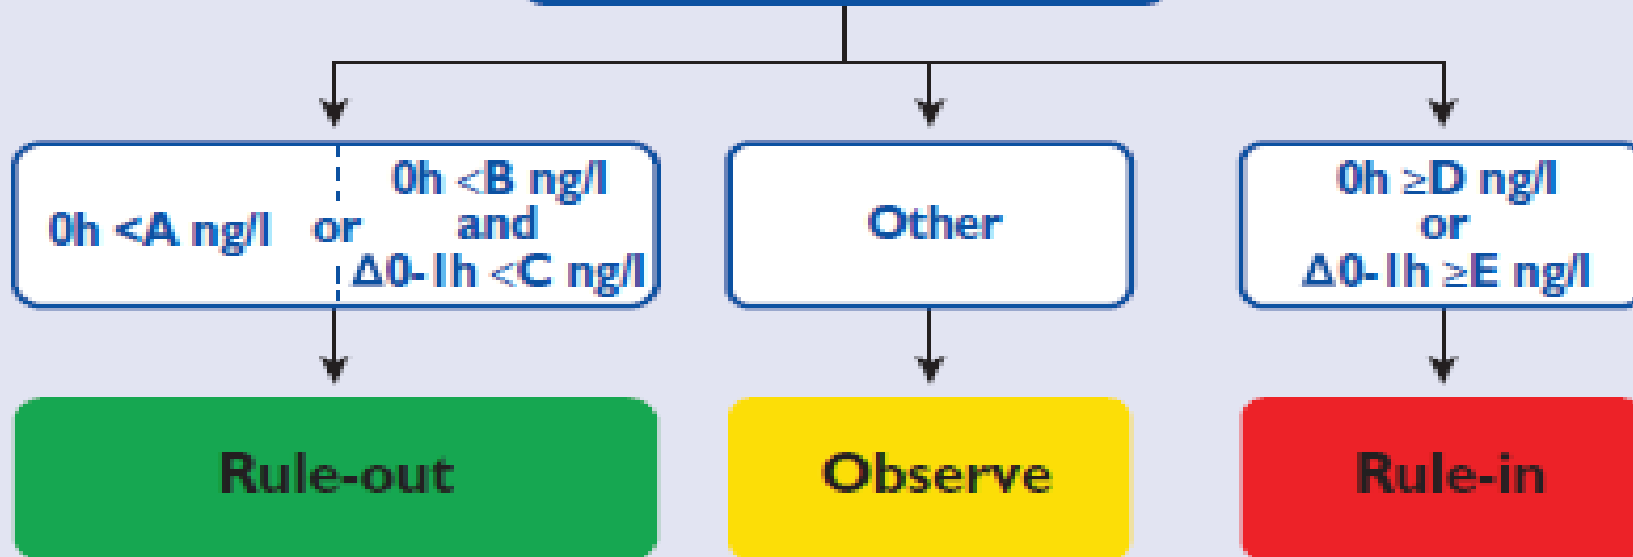 0h <A ng/l or
0h <B ng/l
and
Δ0-1h <C ng/l
Other
0h ≥D ng/l
or
Δ0-1h ≥E ng/l
Rule-out
Observe
Rule-in